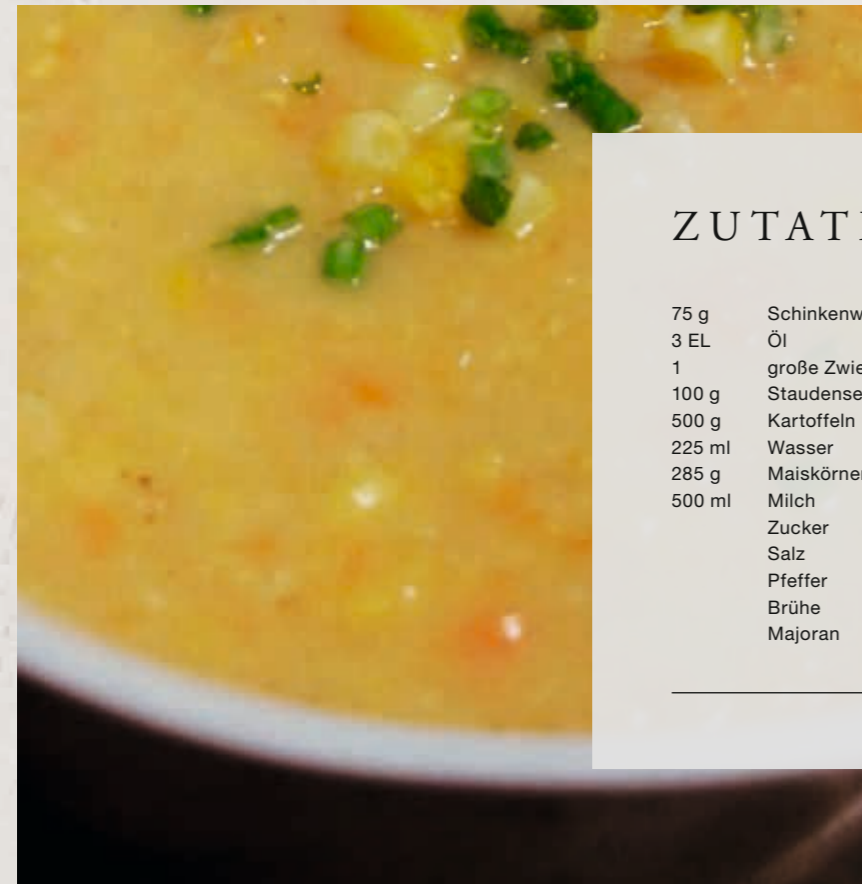 ZUTAT
75 g Schinkenw
3 EL Öl
1 große Zwie
100 g Staudense
500 g Kartoffeln
225 ml Wasser
285 g Maiskörner
500 ml Milch
Zucker
Salz
Pfeffer
Brühe
Majoran